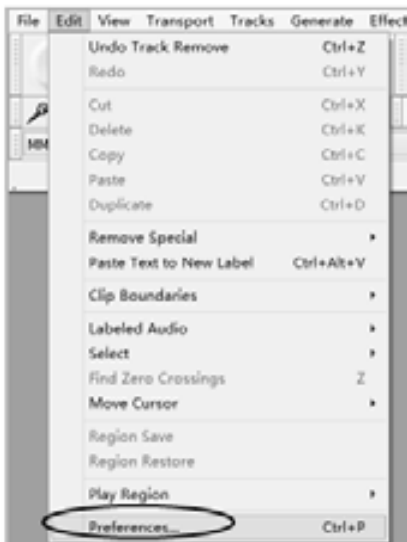 File Edit View Transport Tracks Generate Effect
Undo Track Remove Ctrl+Z
Redo Ctrl+Y
Cut Ctrl+X
Delete Ctrl+K
Copy Ctrl+C
Paste Ctrl+V
Duplicate Ctrl+D
Remove Special
Paste Text to New Label Ctrl+Alt+V
Clip Boundaries
Labeled Audio
Select
Find Zero Crossings Z
Move Cursor
Region Save
Region Restore
Play Region
Preferences... Ctrl+P